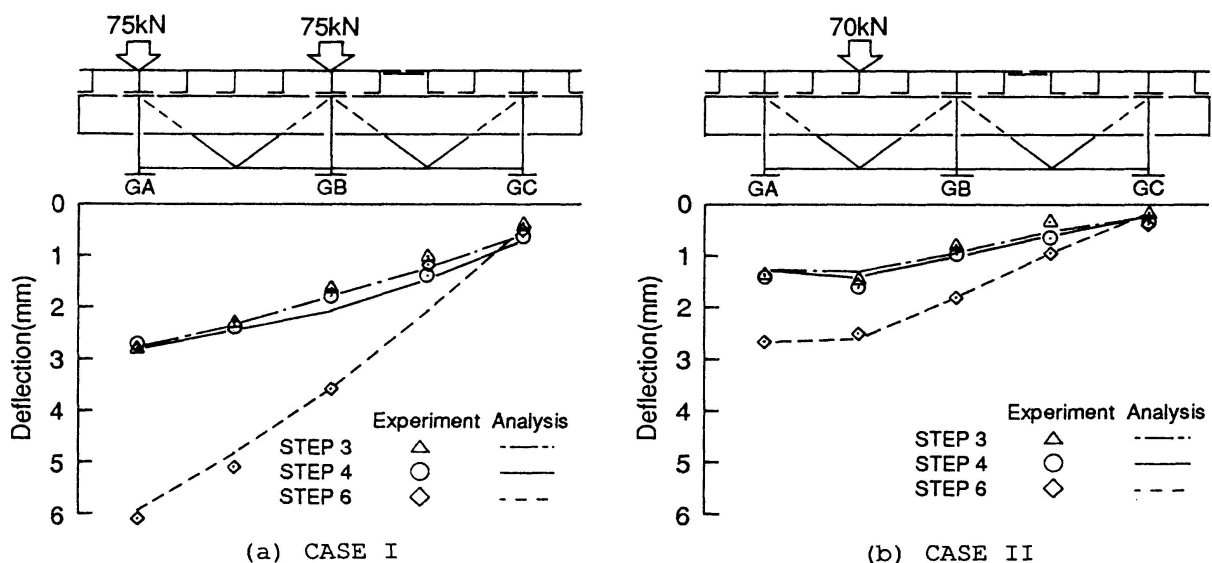 75kN 75kN
GA GB GC
0
1
2
3
4
5
6
Deflection(mm)
Experiment Analysis
STEP 3
STEP 4
STEP 6
(a) CASE I
70kN
GA GB GC
0
1
2
3
4
5
6
Deflection(mm)
Experiment Analysis
STEP 3
STEP 4
STEP 6
(b) CASE II